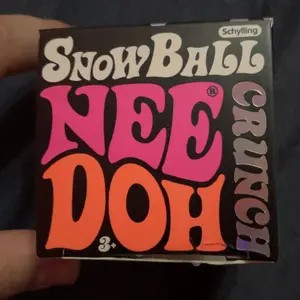 Schylling
SNOWBALL
NEE®
DOH
CRUNCH
3+